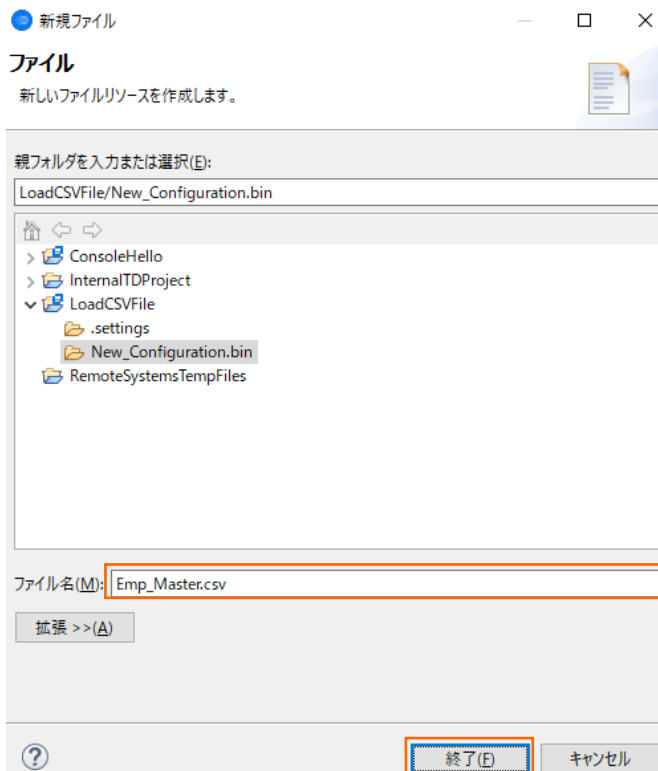 新規ファイル
ファイル
新しいファイルリソースを作成します。
親フォルダを入力または選択(E):
LoadCSVFile/New_Configuration.bin
ConsoleHello
InternalTDProject
LoadCSVFile
.settings
New_Configuration.bin
RemoteSystemsTempFiles
ファイル名(M): Emp_Master.csv
拡張 >>(A)
終了(F) キャンセル